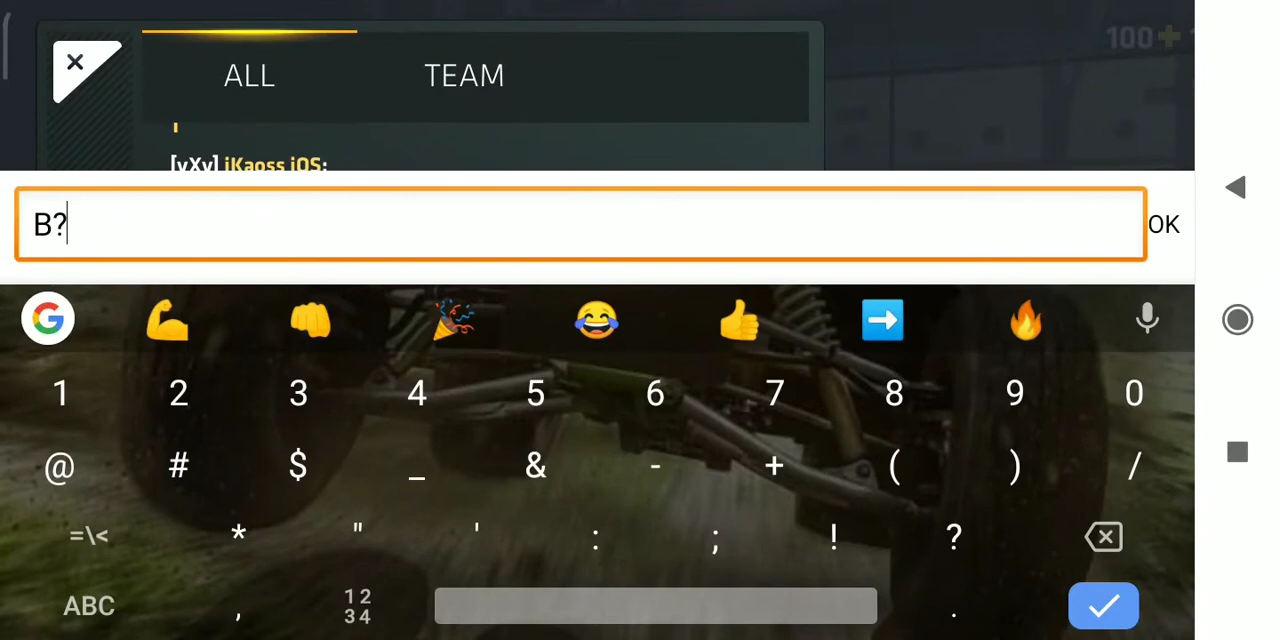 100
ALL TEAM
[vXv] iKaoss iOS:
B?
OK
1 2 3 4 5 6 7 8 9 0
@ # $ _ & - + ( ) /
=\< * " ' : ; ! ?
ABC , 12 .
34